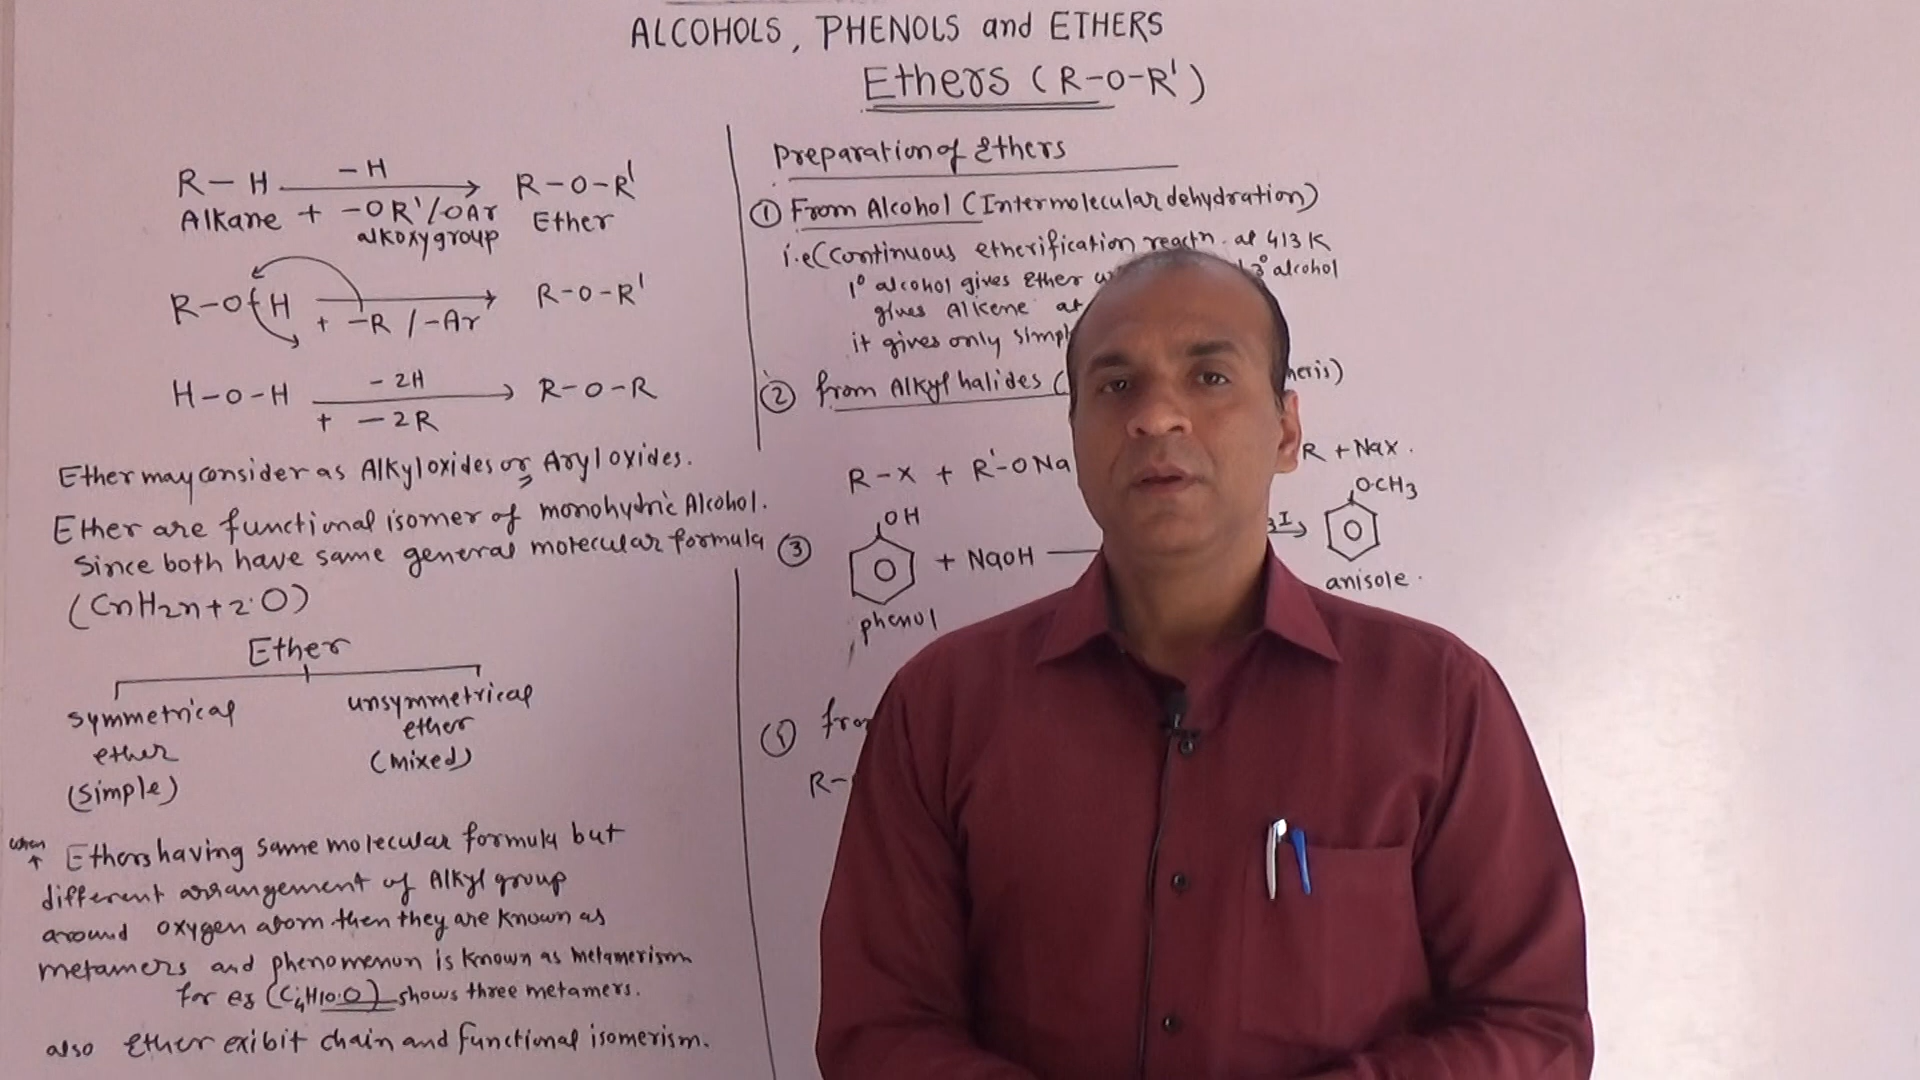 ALCOHOLS, PHENOLS and ETHERS
Ethers (R-O-R')
R-H -H R-O-R'
Alkane + -OR'/OAr Ether
alkoxygroup
R-O H + -R /-Ar R-O-R'
H-O-H -2H R-O-R
+ -2R
Ether may consider as Alkyloxides or Aryloxides.
Ether are functional isomer of monohydric Alcohol.
Since both have same general molecular formula
(CnH2n+2·O)
Ether
symmetrical ether (simple)
unsymmetrical ether (mixed)
when
Ethers having same molecular formula but
different arrangement of Alkyl group
around oxygen atom then they are known as
metamers and phenomenon is known as metamerism
for eg (C4H10·O) shows three metamers.
also Ether exibit chain and functional isomerism.
Preparation of Ethers
① From Alcohol (Intermolecular dehydration)
i.e (continuous etherification reactn. at 413 K
1° alcohol gives Ether 3° alcohol
gives Alkene at
it gives only
② from Alkyl halides (
R-X + R'-ONa R + NaX.
③ OH + NaOH OCH3
phenol anisole.
R-